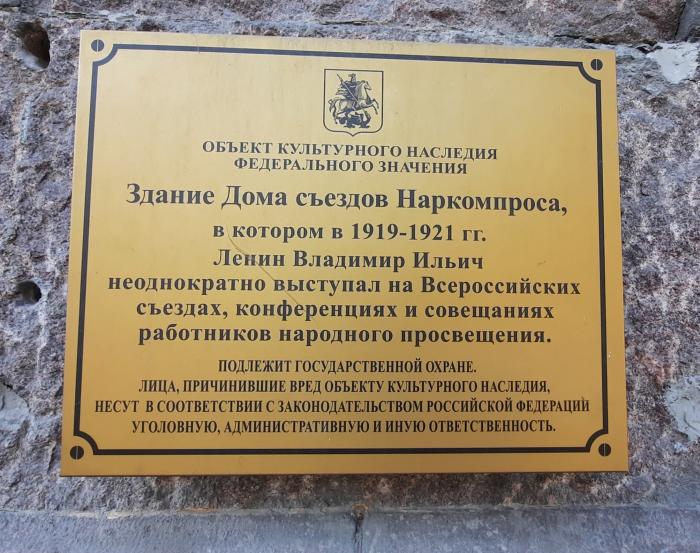 ОБЪЕКТ КУЛЬТУРНОГО НАСЛЕДИЯ
ФЕДЕРАЛЬНОГО ЗНАЧЕНИЯ
Здание Дома съездов Наркомпроса,
в котором в 1919-1921 гг.
Ленин Владимир Ильич
неоднократно выступал на Всероссийских
съездах, конференциях и совещаниях
работников народного просвещения.
ПОДЛЕЖИТ ГОСУДАРСТВЕННОЙ ОХРАНЕ.
ЛИЦА, ПРИЧИНИВШИЕ ВРЕД ОБЪЕКТУ КУЛЬТУРНОГО НАСЛЕДИЯ,
НЕСУТ В СООТВЕТСТВИИ С ЗАКОНОДАТЕЛЬСТВОМ РОССИЙСКОЙ ФЕДЕРАЦИИ
УГОЛОВНУЮ, АДМИНИСТРАТИВНУЮ И ИНУЮ ОТВЕТСТВЕННОСТЬ.